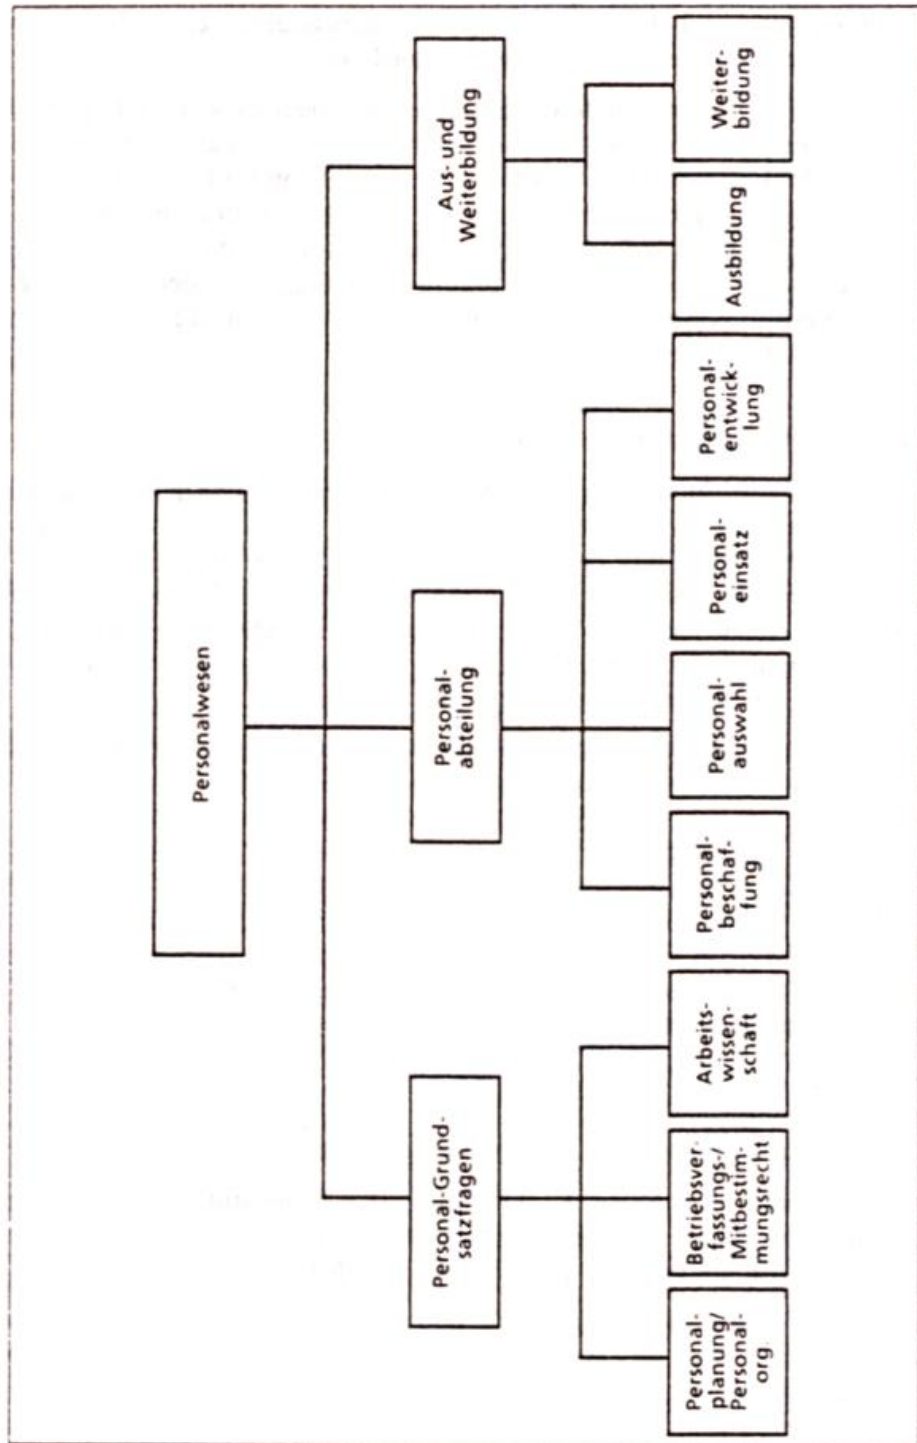 Personalwesen
Personal-Grund-
satzfragen
Personal-
abteilung
Aus- und
Weiterbildung
Personal-
planung/
Personal-
org.
Betriebsver-
fassungs-/
Mitbestim-
mungsrecht
Arbeits-
wissen-
schaft
Personal-
beschaf-
fung
Personal-
auswahl
Personal-
einsatz
Personal-
entwick-
lung
Ausbildung
Weiter-
bildung